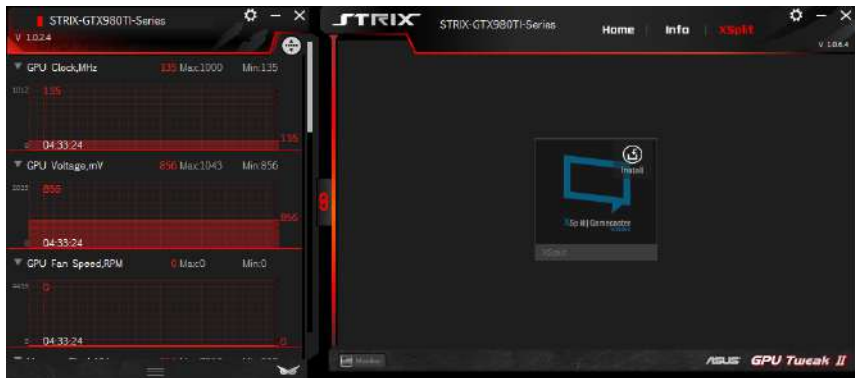 STRIX-GTX980TI-Series
V 1.0.2.4
GPU Clock,MHz 135 Max:1000 Min:135
1012 135
135
0 04:33:24
GPU Voltage,mV 856 Max:1043 Min:856
856
856
04:33:24
GPU Fan Speed,RPM 0 Max:0 Min:0
0
04:33:24
0
STRIX
STRIX-GTX980TI-Series
Home
Info
XSplit
V 1.0.6.4
Install
XSplit Gamecaster
XSplit
Monitor
ASUS GPU Tweak II